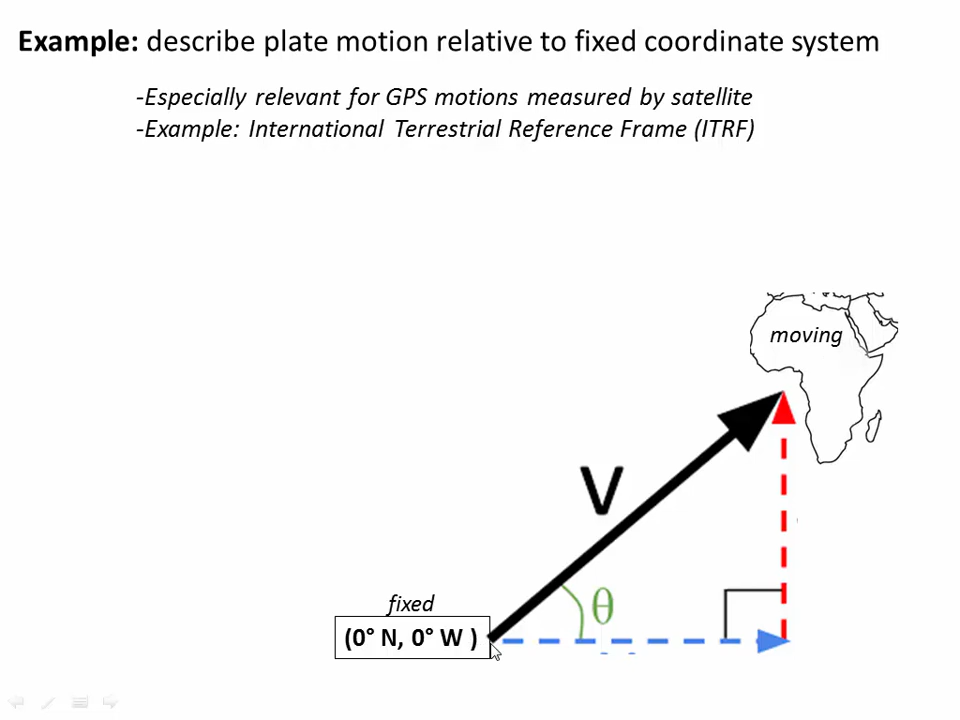 Example: describe plate motion relative to fixed coordinate system
-Especially relevant for GPS motions measured by satellite
-Example: International Terrestrial Reference Frame (ITRF)
moving
V
fixed
θ
(0° N, 0° W )